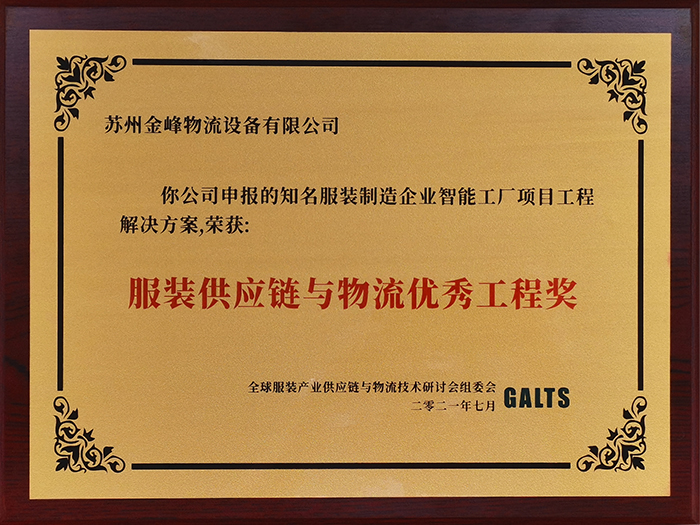 苏州金峰物流设备有限公司
你公司申报的知名服装制造企业智能工厂项目工程
解决方案,荣获:
服装供应链与物流优秀工程奖
全球服装产业供应链与物流技术研讨会组委会
二零二一年七月
GALTS